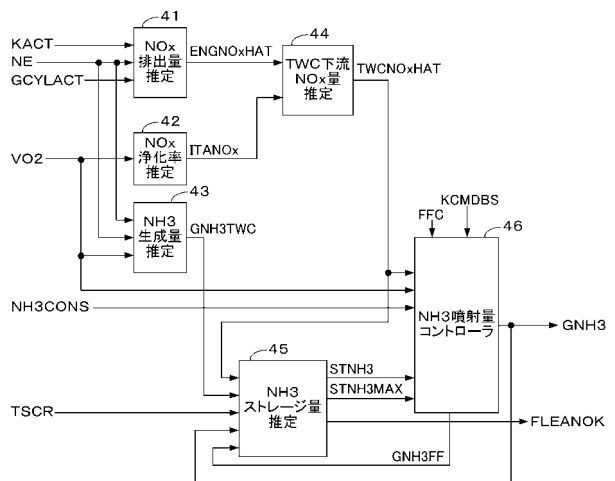 41
KACT
NE
GCYLACT
NOx
排出量
推定
ENGNOxHAT
44
TWC下流
NOx量
推定
TWCNOxHAT
42
VO2
NOx
浄化率
推定
ITANOx
43
NH3
生成量
推定
GNH3TWC
KCMDBS
FFC
46
NH3CONS
NH3噴射量
コントローラ
GNH3
45
TSCR
NH3
ストレージ量
推定
STNH3
STNH3MAX
FLEANOK
GNH3FF